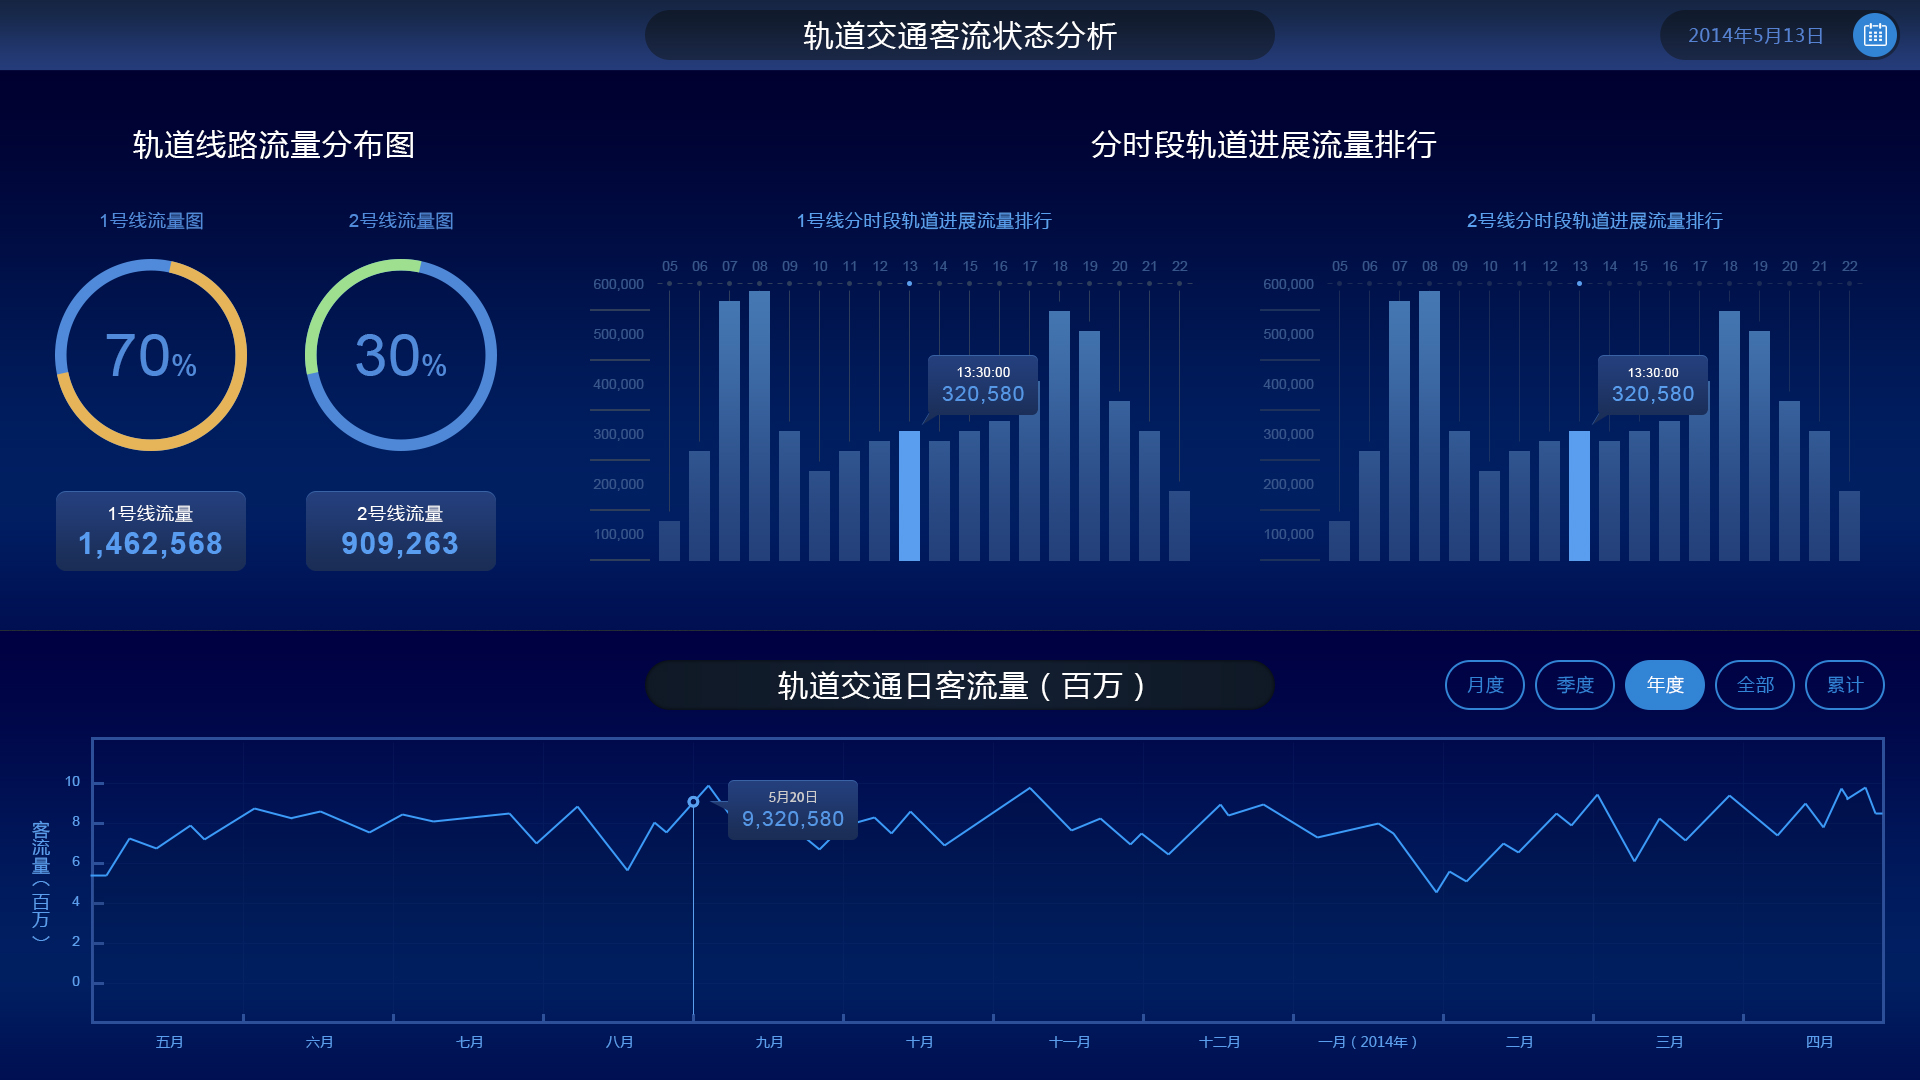 轨道交通客流状态分析
2014年5月13日
轨道线路流量分布图
分时段轨道进展流量排行
1号线流量图
2号线流量图
1号线分时段轨道进展流量排行
2号线分时段轨道进展流量排行
05 06 07 08 09 10 11 12 13 14 15 16 17 18 19 20 21 22
05 06 07 08 09 10 11 12 13 14 15 16 17 18 19 20 21 22
70%
30%
600,000
500,000
400,000
300,000
200,000
100,000
13:30:00
320,580
600,000
500,000
400,000
300,000
200,000
100,000
13:30:00
320,580
1号线流量
1,462,568
2号线流量
909,263
轨道交通日客流量（百万）
月度
季度
年度
全部
累计
客流量（百万）
10
8
6
4
2
0
5月20日
9,320,580
五月 六月 七月 八月 九月 十月 十一月 十二月 一月（2014年） 二月 三月 四月